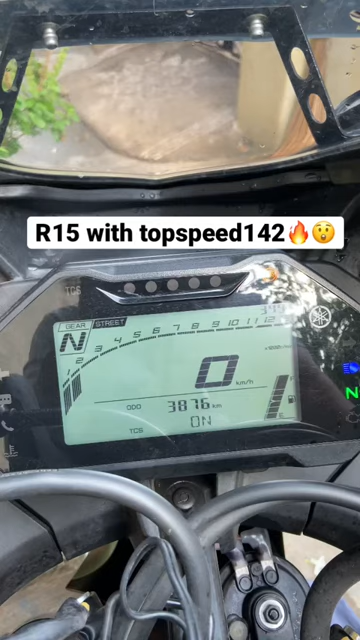 R15 with topspeed142🔥😲
TCS
GEAR STREET
N
1 2 3 4 5 6 7 8 9 10 11 12
0 km/h
ODO 3876 km
TCS ON
E
N